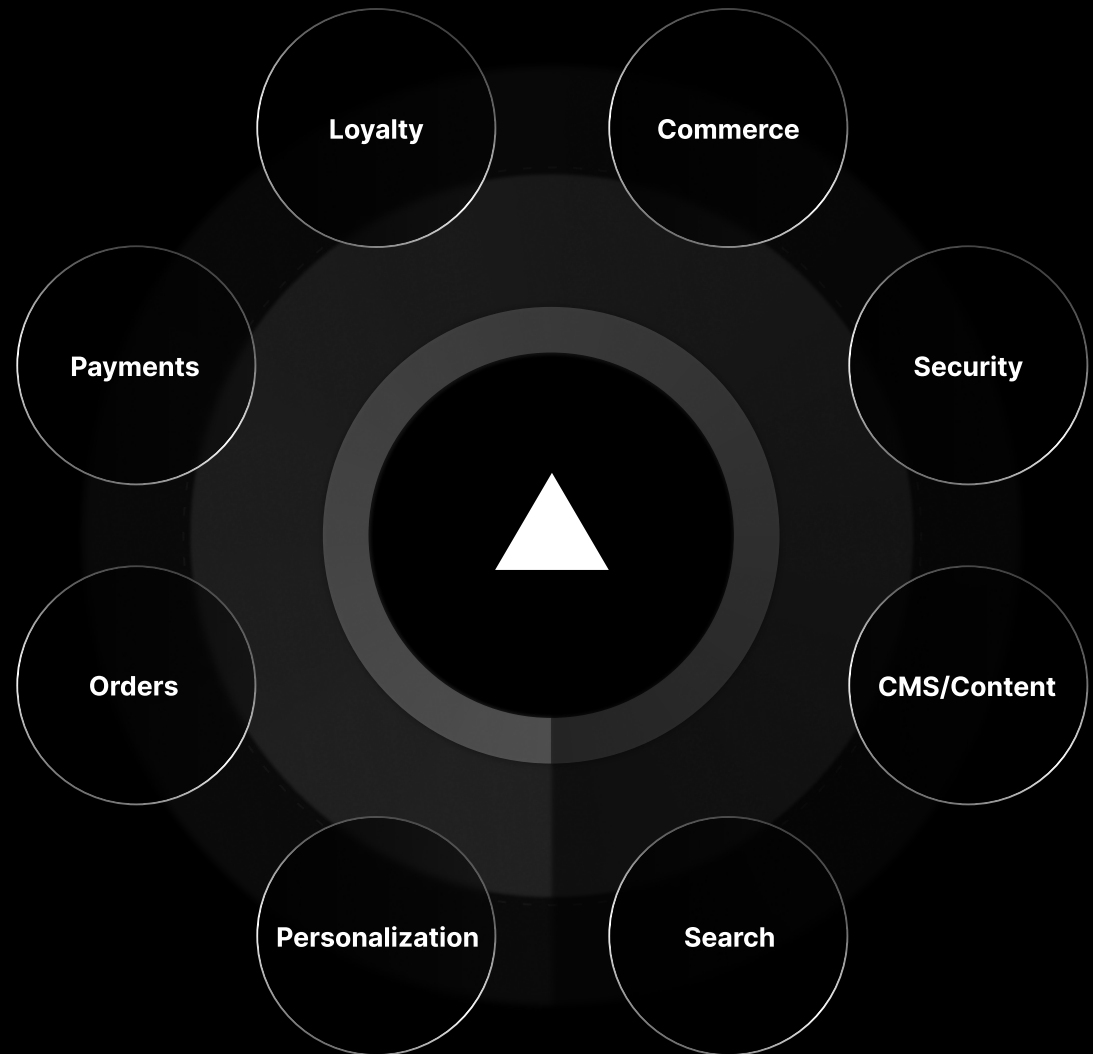 Loyalty
Commerce
Payments
Security
Orders
CMS/Content
Personalization
Search